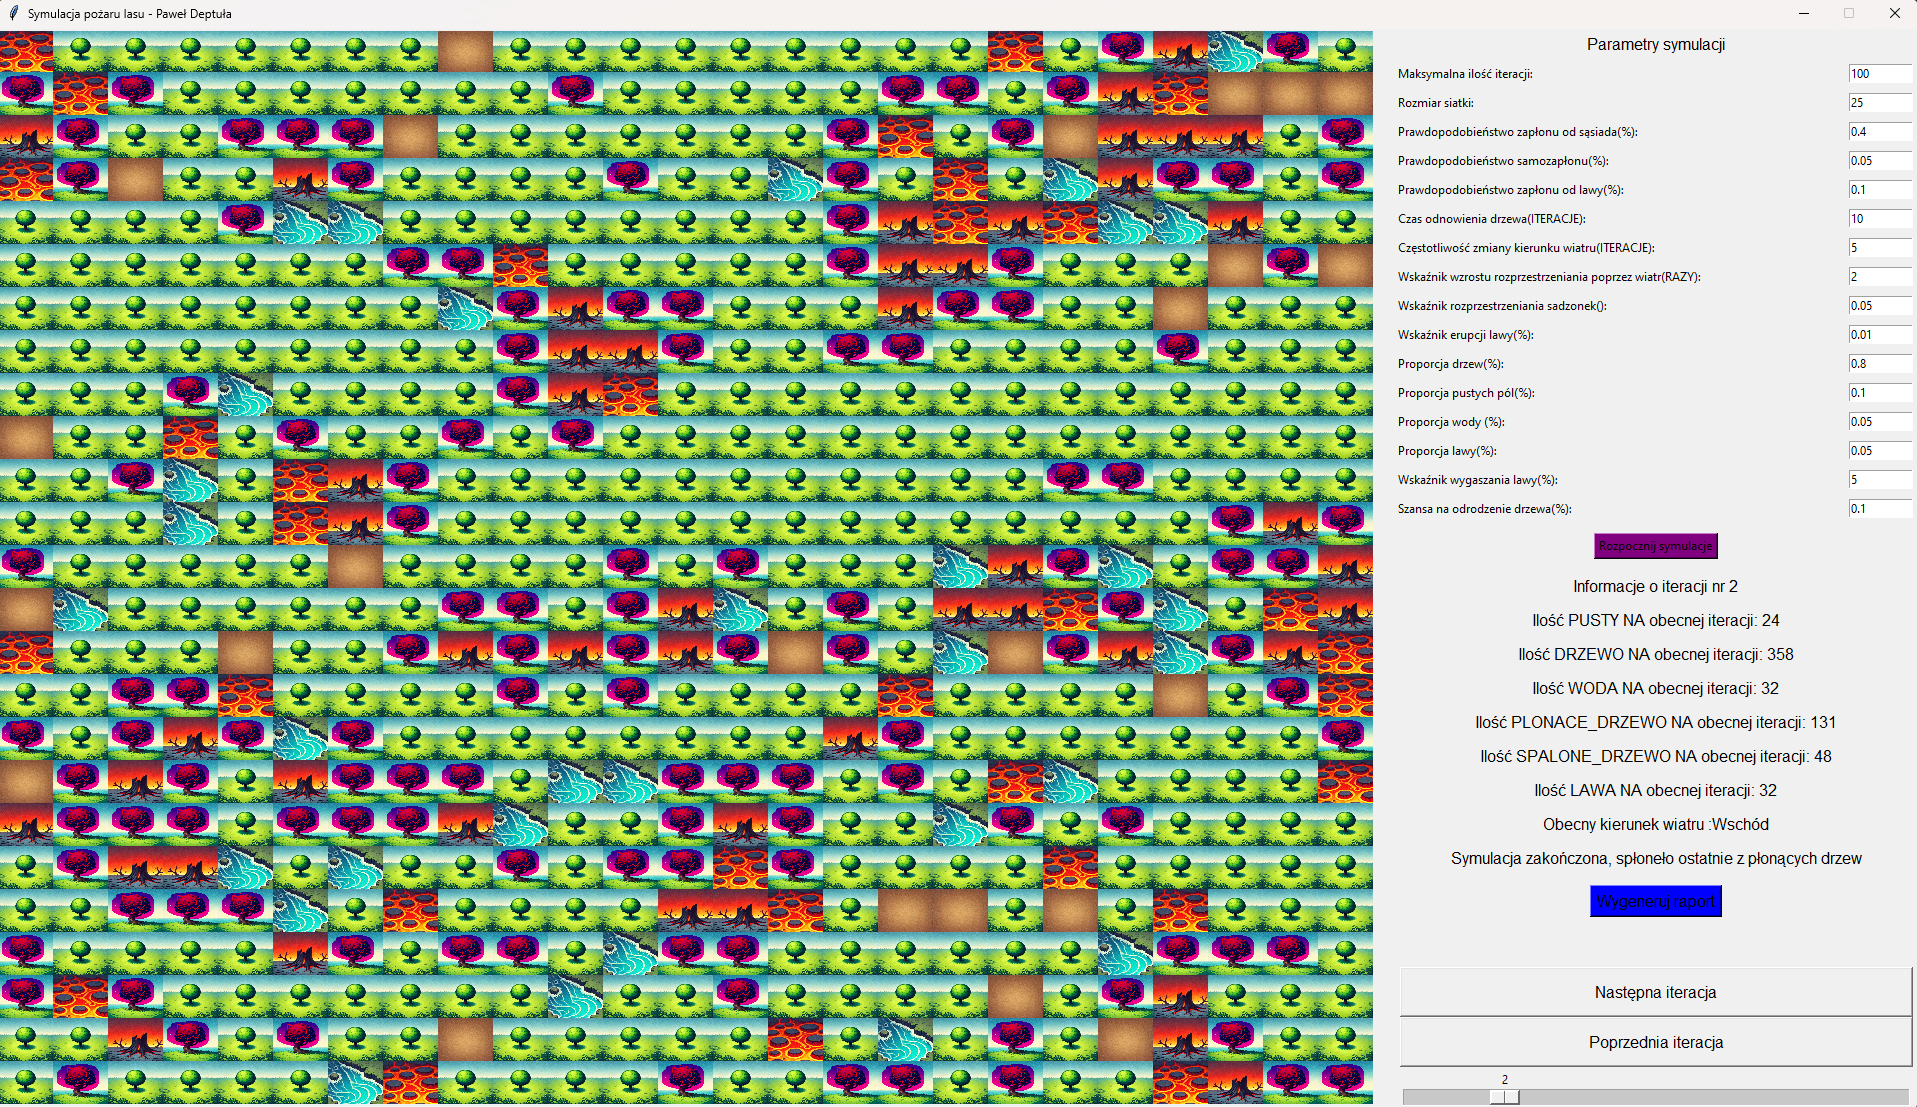 Symulacja pożaru lasu - Paweł Deptuła
Parametry symulacji
Maksymalna ilość iteracji: 100
Rozmiar siatki: 25
Prawdopodobieństwo zapłonu od sąsiada(%): 0.4
Prawdopodobieństwo samozapłonu(%): 0.05
Prawdopodobieństwo zapłonu od lawy(%): 0.1
Czas odnowienia drzewa(ITERACJE): 10
Częstotliwość zmiany kierunku wiatru(ITERACJE): 5
Wskaźnik wzrostu rozprzestrzeniania poprzez wiatr(RAZY): 2
Wskaźnik rozprzestrzeniania sadzonek(): 0.05
Wskaźnik erupcji lawy(%): 0.01
Proporcja drzew(%): 0.8
Proporcja pustych pól(%): 0.1
Proporcja wody (%): 0.05
Proporcja lawy(%): 0.05
Wskaźnik wygaszania lawy(%): 5
Szansa na odrodzenie drzewa(%): 0.1
Rozpocznij symulacje
Informacje o iteracji nr 2
Ilość PUSTY NA obecnej iteracji: 24
Ilość DRZEWO NA obecnej iteracji: 358
Ilość WODA NA obecnej iteracji: 32
Ilość PLONACE_DRZEWO NA obecnej iteracji: 131
Ilość SPALONE_DRZEWO NA obecnej iteracji: 48
Ilość LAWA NA obecnej iteracji: 32
Obecny kierunek wiatru :Wschód
Symulacja zakończona, spłoneło ostatnie z płonących drzew
Wygeneruj raport
Następna iteracja
Poprzednia iteracja
2